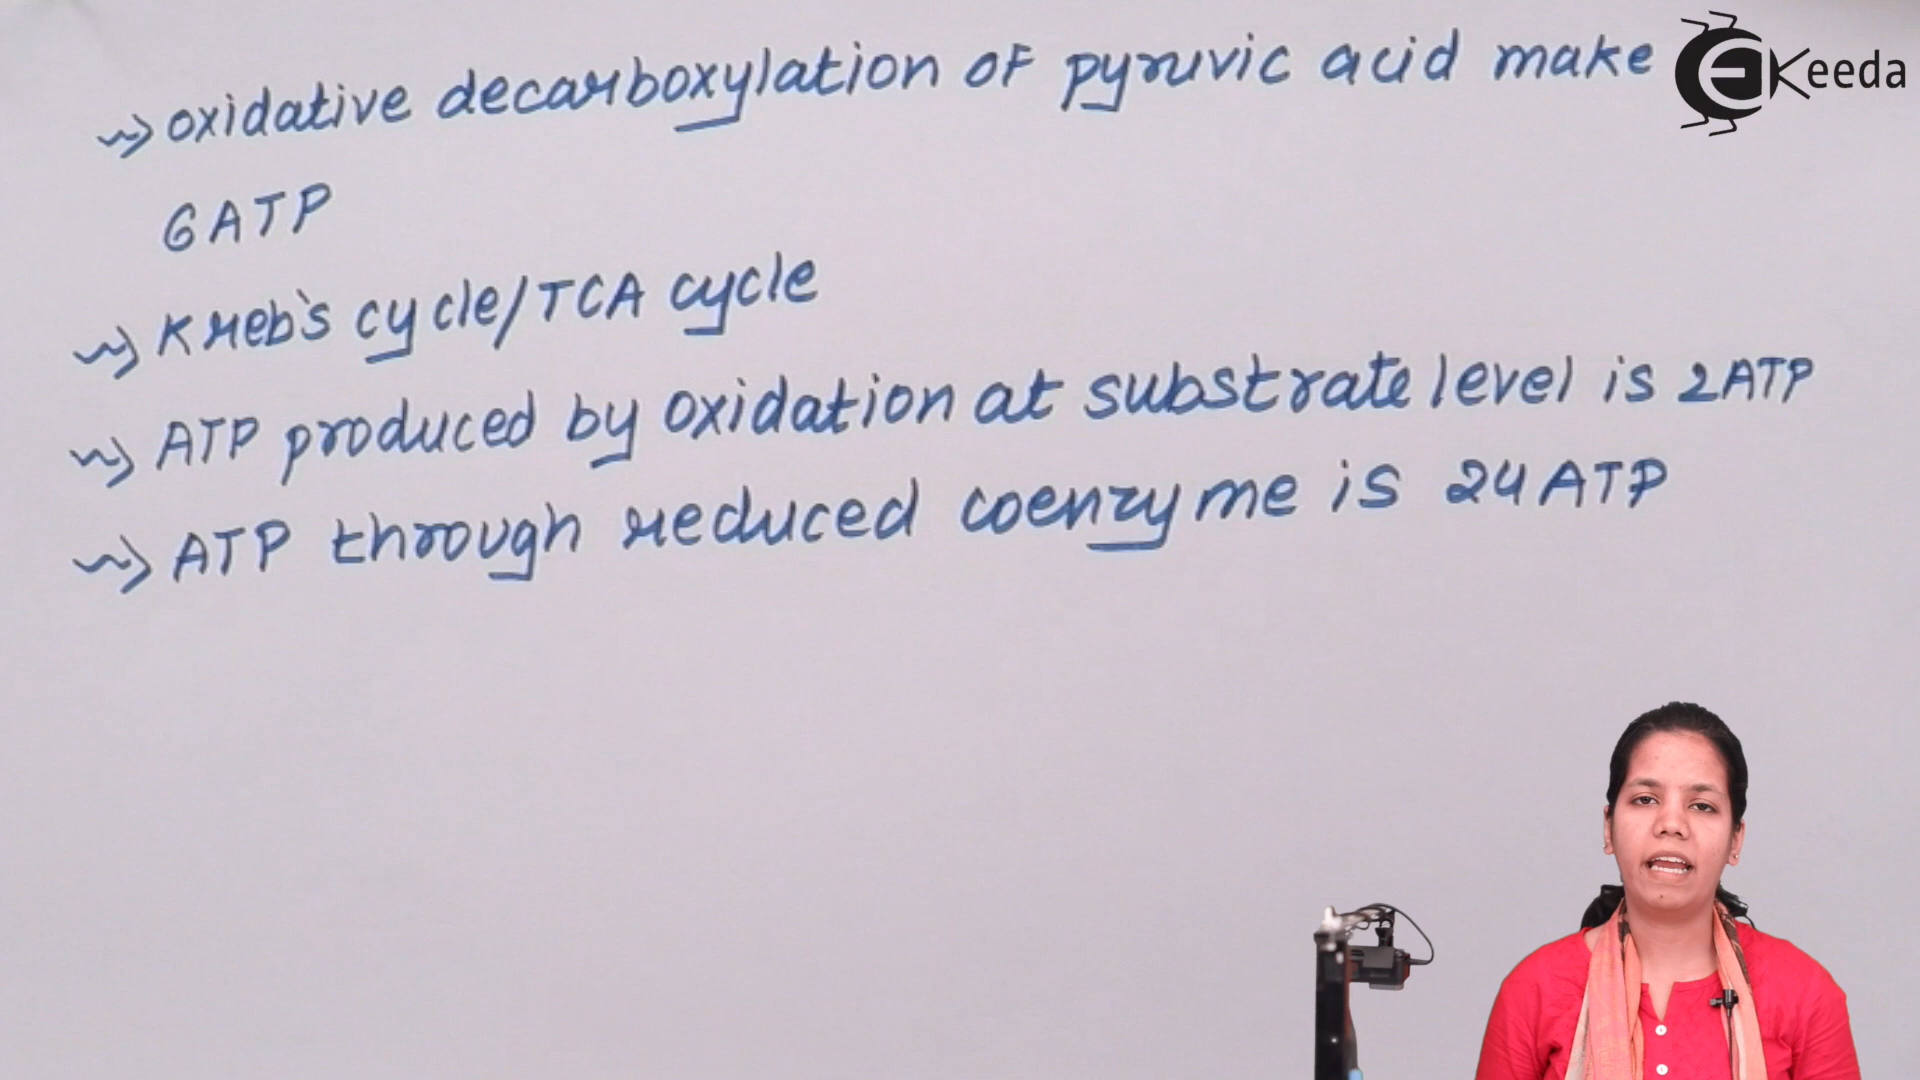 ⇝ oxidative decarboxylation of pyruvic acid make
6ATP
⇝ Kreb's cycle/TCA cycle
⇝ ATP produced by oxidation at substrate level is 2ATP
⇝ ATP through reduced coenzyme is 24ATP
EKeeda